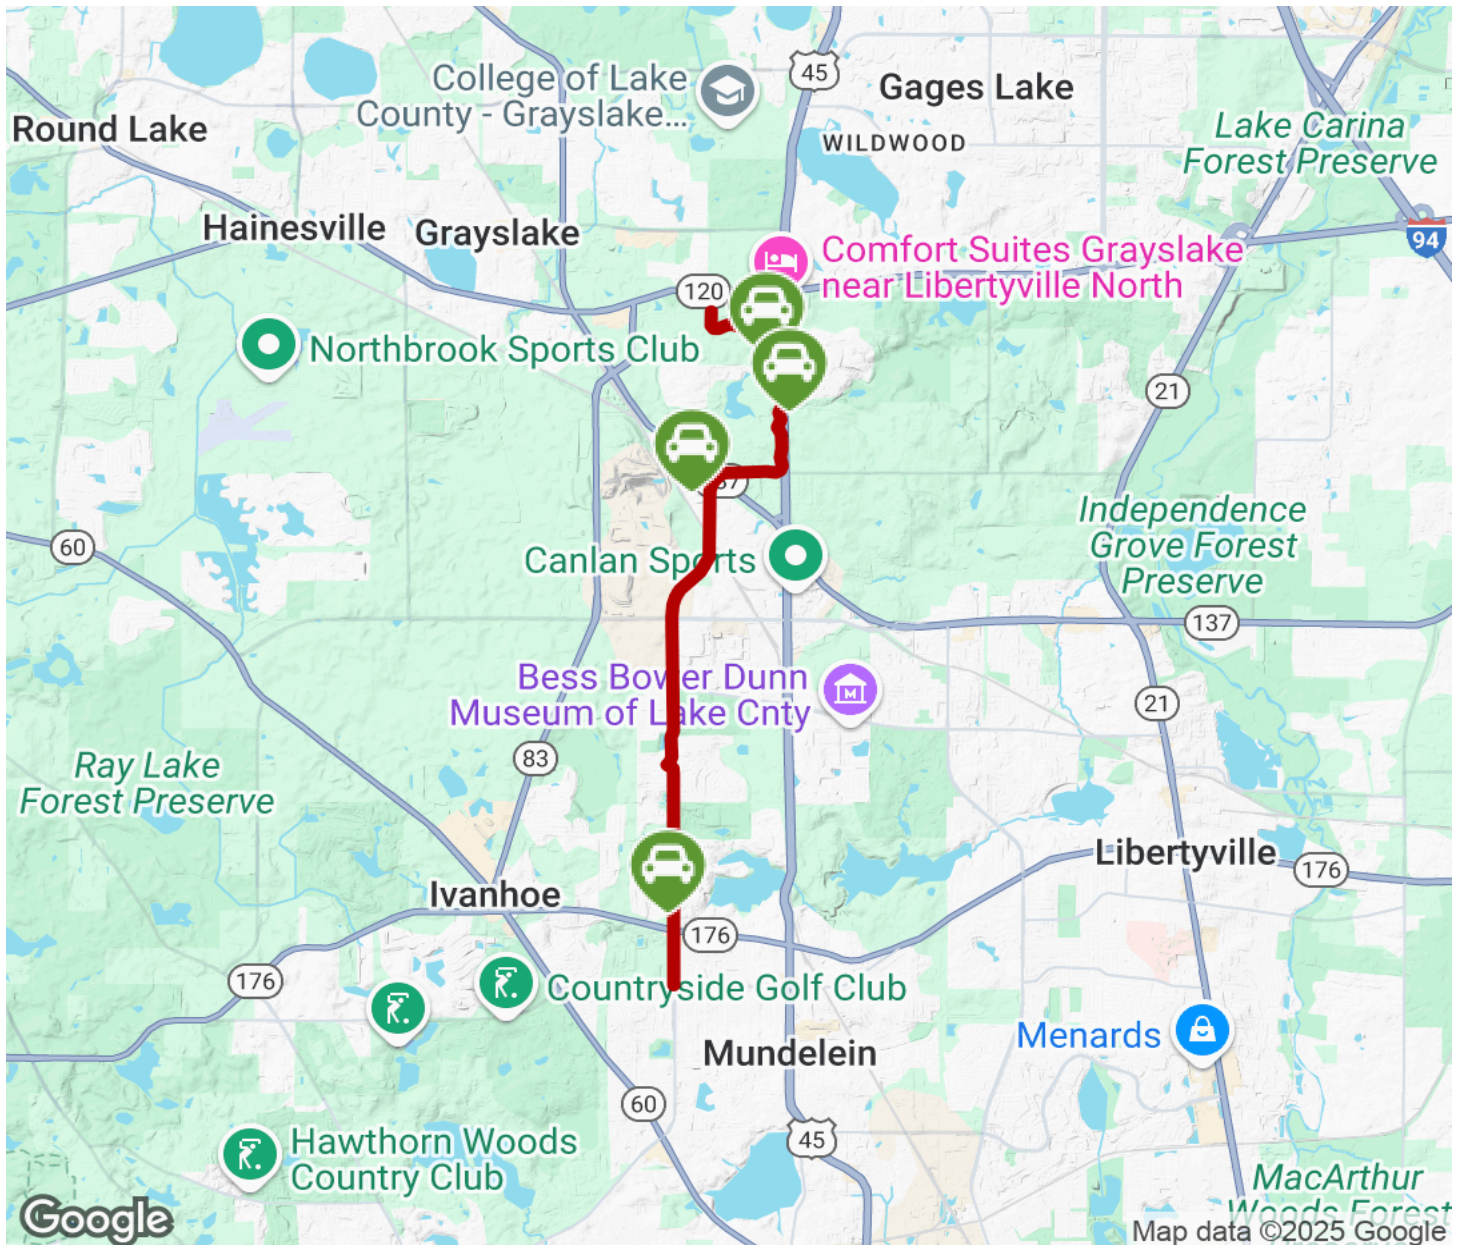 College of Lake
County - Grayslake...
45
Gages Lake
Round Lake
WILDWOOD
Lake Carina
Forest Preserve
Hainesville
Grayslake
94
Comfort Suites Grayslake
near Libertyville North
120
Northbrook Sports Club
21
Independence
Grove Forest
Preserve
60
Canlan Sports
137
Bess Bower Dunn
Museum of Lake Cnty
21
83
Ray Lake
Forest Preserve
Libertyville
176
Ivanhoe
176
176
Countryside Golf Club
Menards
Mundelein
60
45
Hawthorn Woods
Country Club
MacArthur
Woods Forest
Google
Map data ©2025 Google